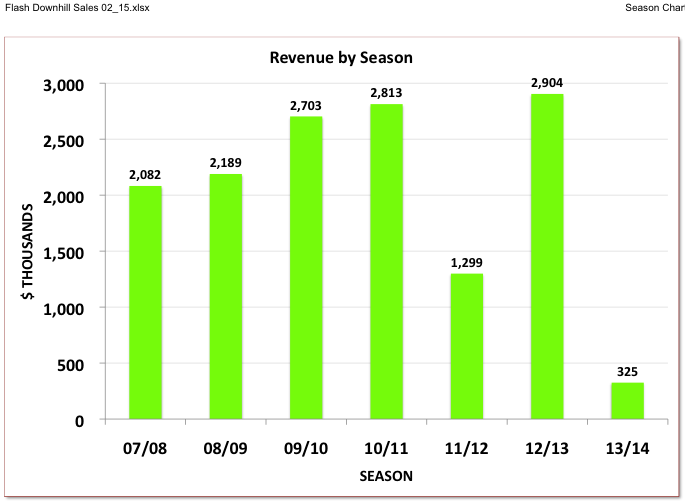 Flash Downhill Sales 02_15.xlsx
Season Char
Revenue by Season
3,000
2,500
2,000
1,500
1,000
500
0
$ THOUSANDS
2,082
2,189
2,703
2,813
1,299
2,904
325
07/08 08/09 09/10 10/11 11/12 12/13 13/14
SEASON